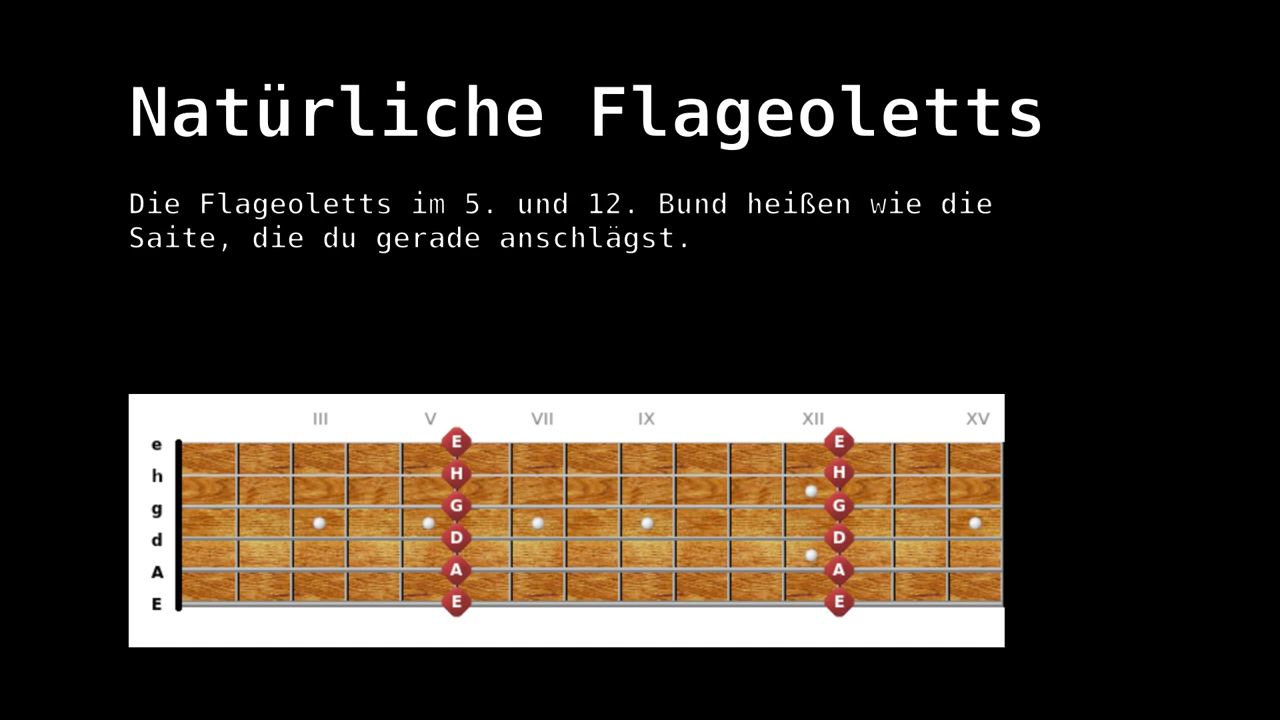 Natürliche Flageoletts
Die Flageoletts im 5. und 12. Bund heißen wie die
Saite, die du gerade anschlägst.
III V VII IX XII XV
e E E
h H H
g G G
d D D
A A A
E E E